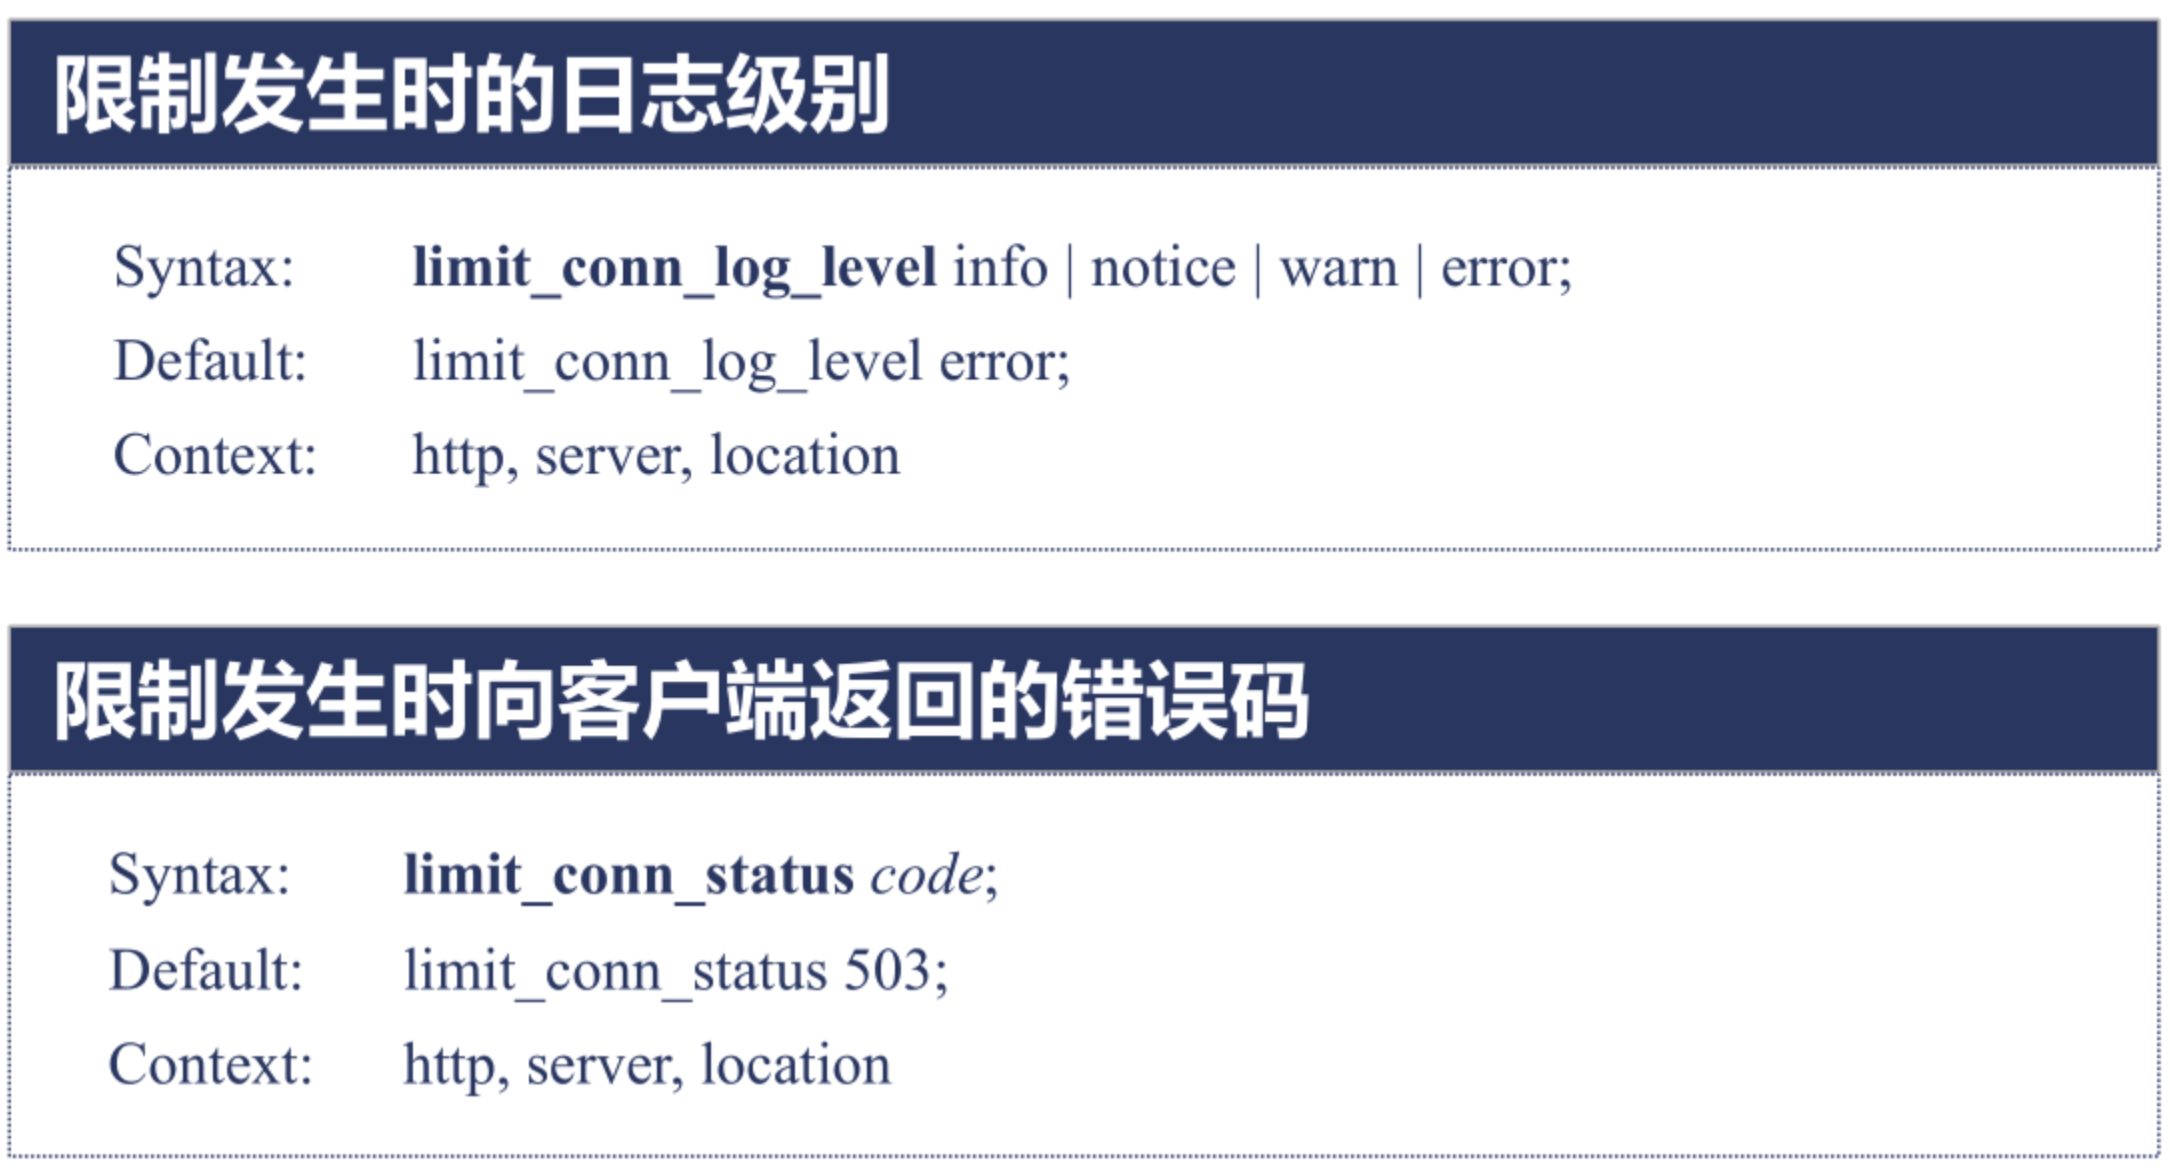 限制发生时的日志级别
Syntax: limit_conn_log_level info | notice | warn | error;
Default: limit_conn_log_level error;
Context: http, server, location
限制发生时向客户端返回的错误码
Syntax: limit_conn_status code;
Default: limit_conn_status 503;
Context: http, server, location